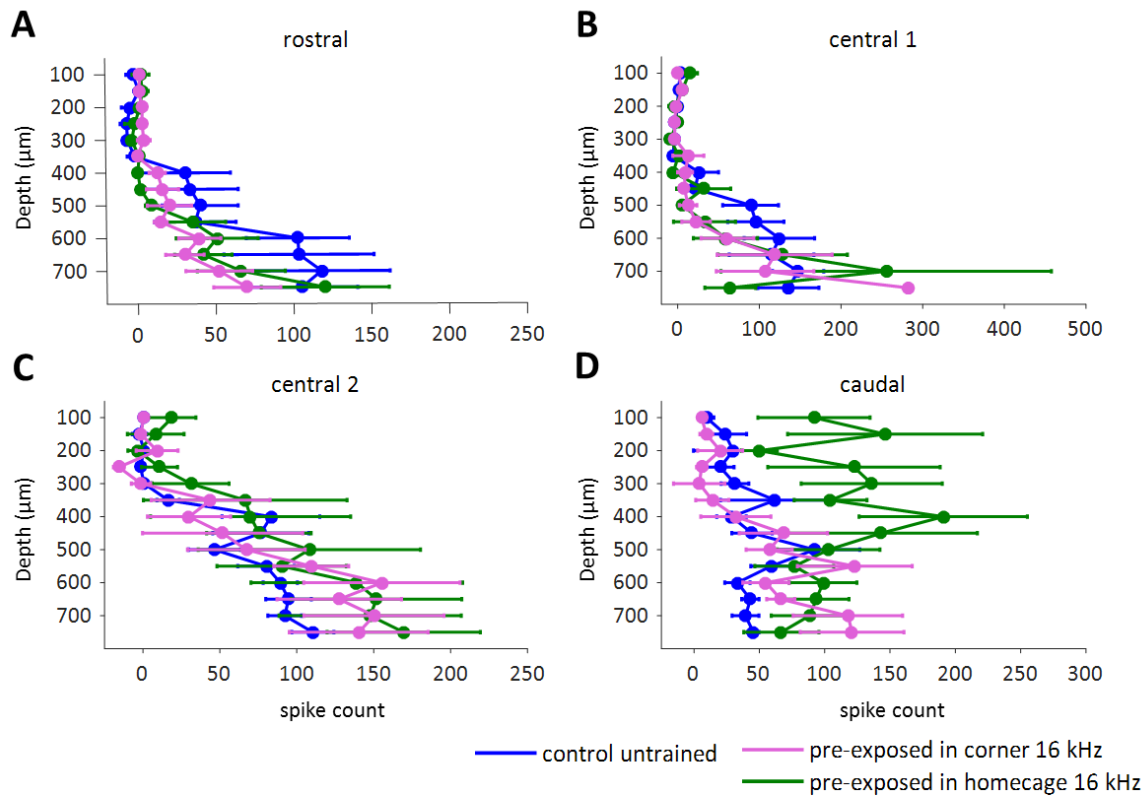 A
rostral
Depth (µm)
100
200
300
400
500
600
700
0 50 100 150 200 250
B
central 1
Depth (µm)
100
200
300
400
500
600
700
0 100 200 300 400 500
C
central 2
Depth (µm)
100
200
300
400
500
600
700
0 50 100 150 200 250
spike count
D
caudal
Depth (µm)
100
200
300
400
500
600
700
0 50 100 150 200 250 300
spike count
control untrained
pre-exposed in corner 16 kHz
pre-exposed in homecage 16 kHz